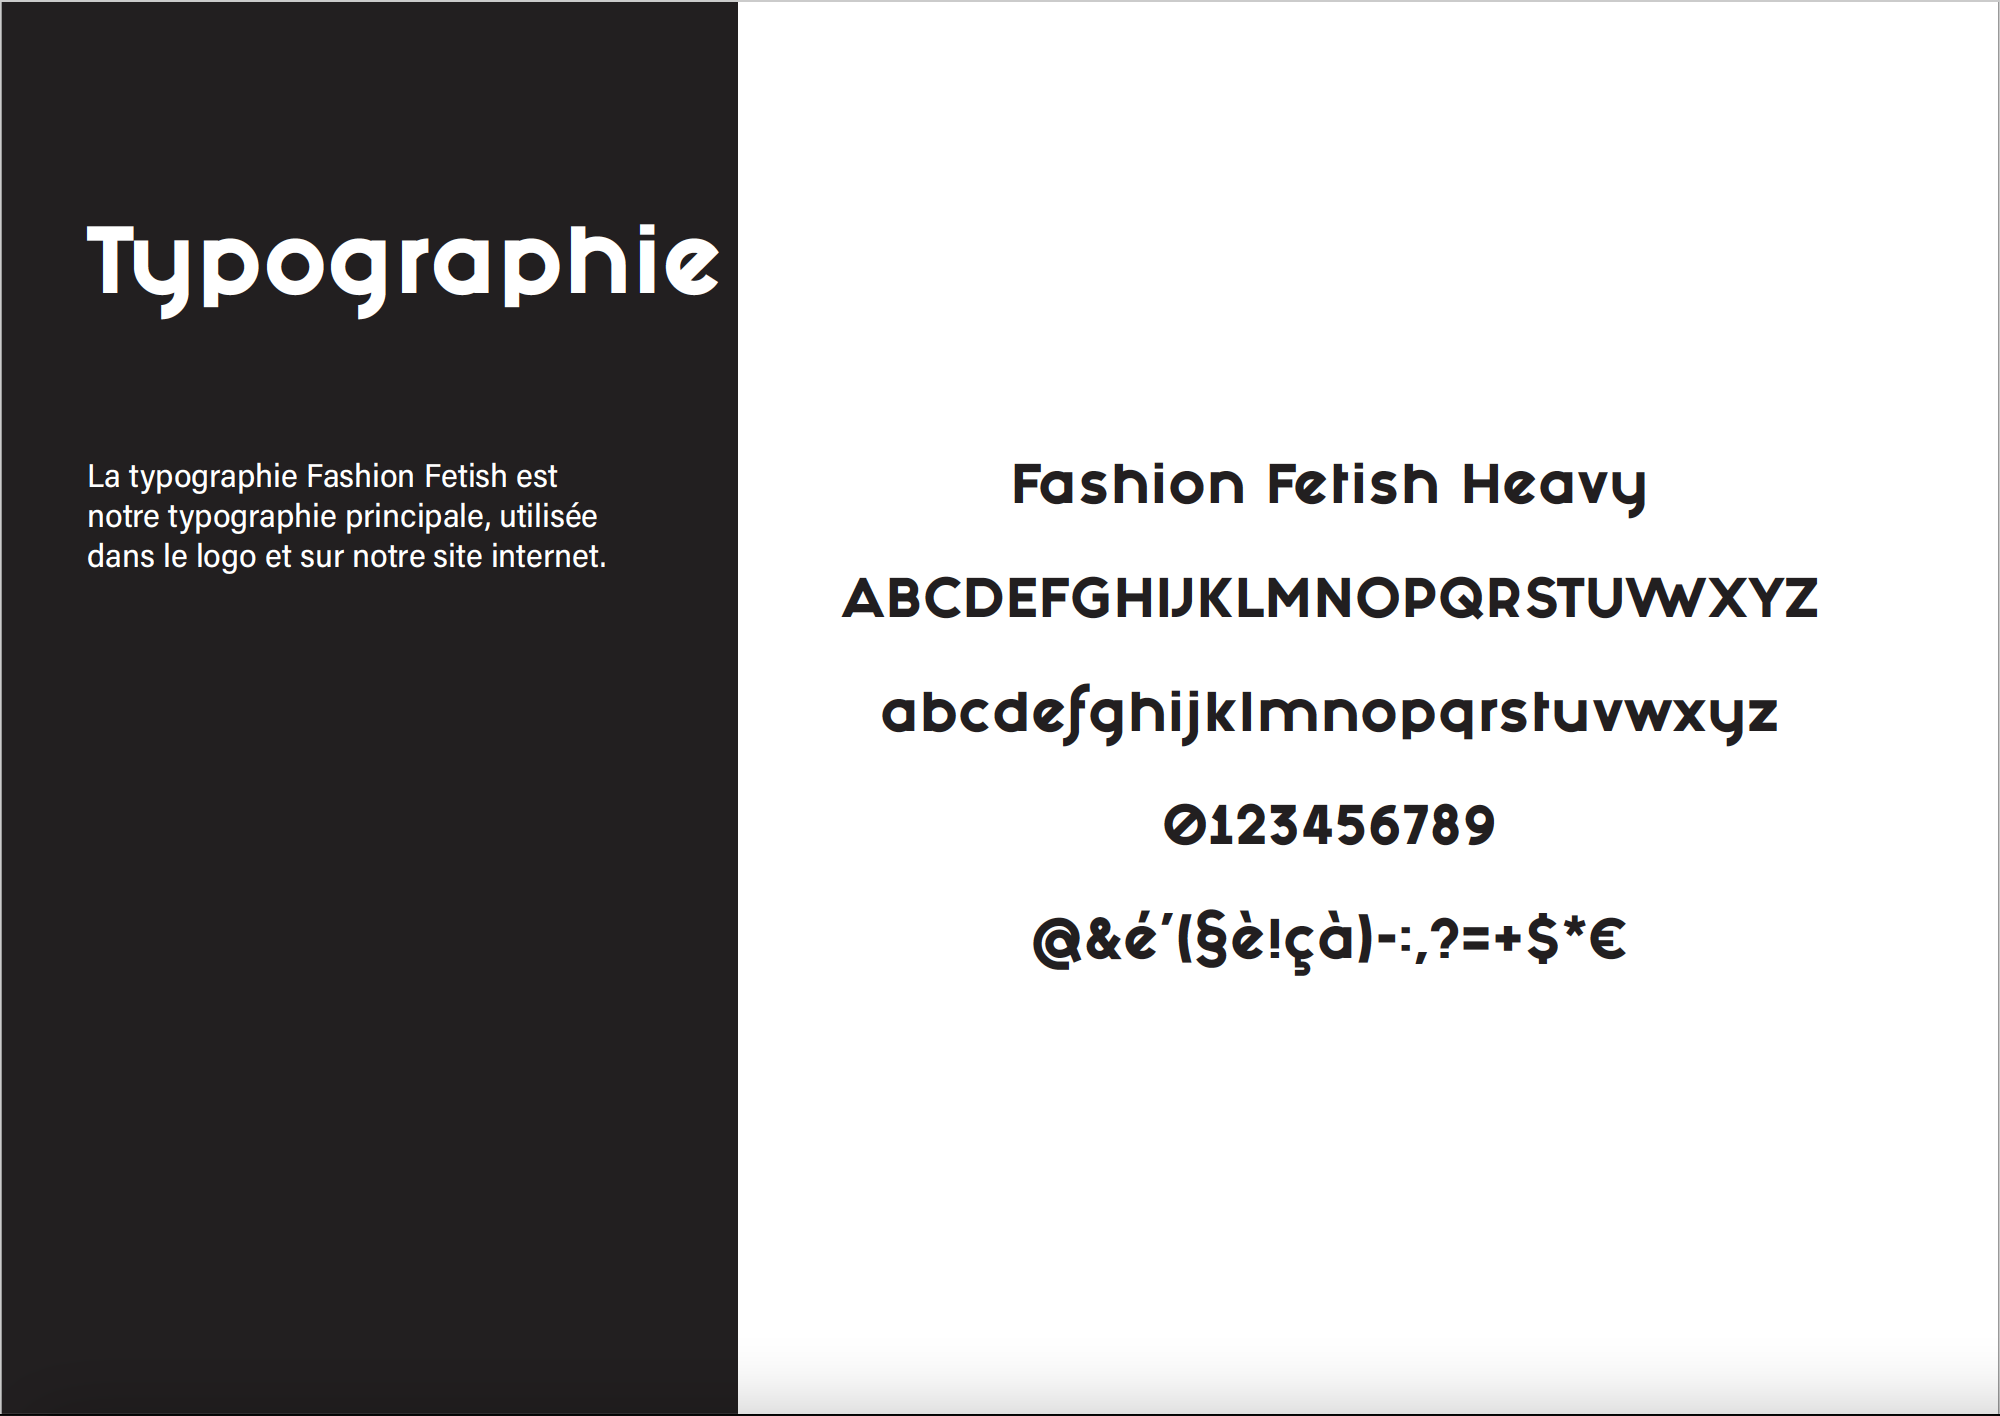 Typographie
La typographie Fashion Fetish est
notre typographie principale, utilisée
dans le logo et sur notre site internet.
Fashion Fetish Heavy
ABCDEFGHIJKLMNOPQRSTUVWXYZ
abcdefghijklmnopqrstuvwxyz
0123456789
@&é'(§è!çà)-:,?=+$*€